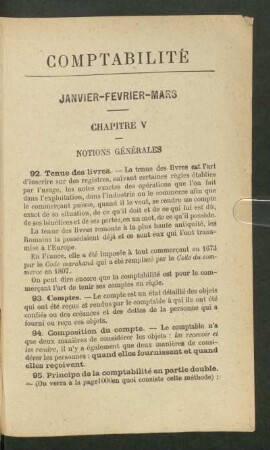 COMPTABILITÉ
JANVIER-FEVRIER-MARS
CHAPITRE V
NOTIONS GÉNÉRALES
92. Tenue des livres. — La tenue des livres est l'art
d'inscrire sur des registres, suivant certaines règles établies
par l'usage, les notes exactes des opérations que l'on fait
dans l'exploitation, dans l'industrie ou le commerce afin que
le commerçant puisse, quand il le veut, se rendre un compte
exact de sa situation, de ce qu'il doit et de ce qui lui est dû,
de ses bénéfices et de ses pertes, en un mot, de ce qu'il possède.
La tenue des livres remonte à la plus haute antiquité, les
Romains la possédaient déjà et ce sont eux qui l'ont trans-
mise à l'Europe.
En France, elle a été imposée à tout commerçant en 1673
par le Code marchand qui a été remplacé par le Code du com-
merce en 1807.
On peut dire encore que la comptabilité est pour le com-
merçant l'art de tenir ses comptes en règle.
93. Comptes. — Le compte est un état détaillé des objets
qui ont été reçus et rendus par le comptable à qui ils ont été
confiés ou des créances et des dettes de la personne qui a
fourni ou reçu ces objets.
94. Composition du compte. — Le comptable n'a
que deux manières de considérer les objets : les recevoir et
les rendre, il n'y a également que deux manières de consi-
dérer les personnes : quand elles fournissent et quand
elles reçoivent.
95. Principe de la comptabilité en partie double.
— (On verra à la page en quoi consiste cette méthode) :